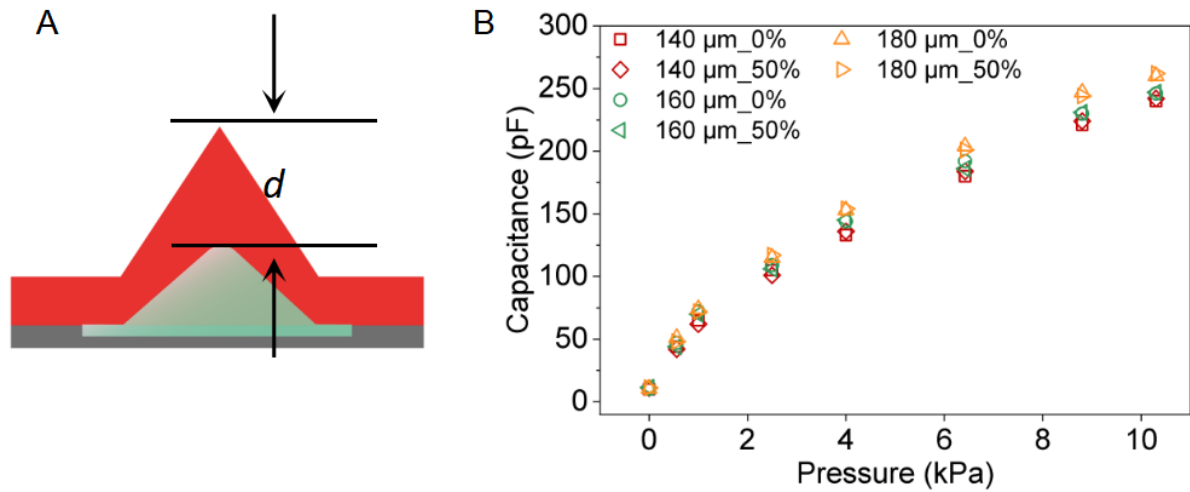 A
d
B
Capacitance (pF)
300
250
200
150
100
50
0
140 µm_0%
140 µm_50%
160 µm_0%
160 µm_50%
180 µm_0%
180 µm_50%
0 2 4 6 8 10
Pressure (kPa)